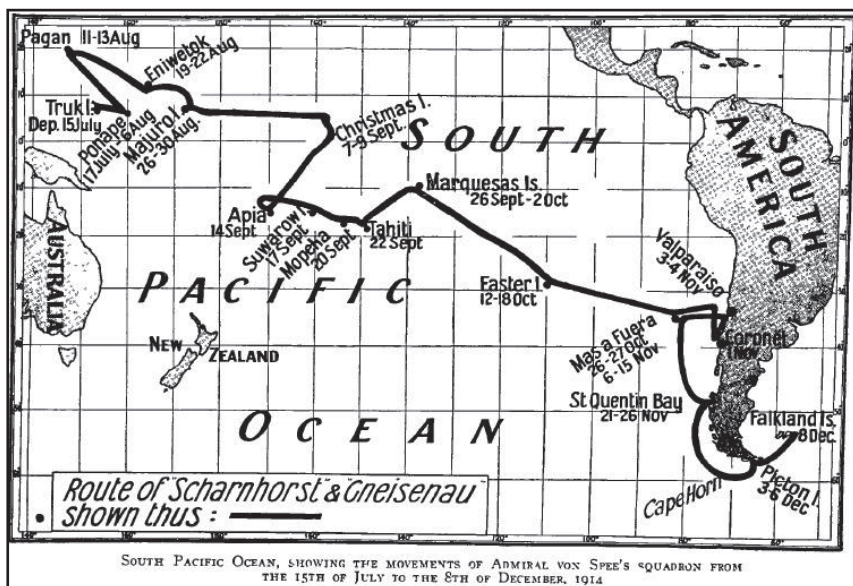 Pagan 11-13 Aug
Eniwetok
19-22 Aug
Truk I.
Dep. 15 July
Ponape
17 July-6 Aug
Majuro I.
26-30 Aug.
Christmas I.
7-9 Sept.
SOUTH
SOUTH
AMERICA
Marquesas Is.
26 Sept-2 Oct
Apia
14 Sept
Suwarow I.
17 Sept
Mopeha
20 Sept
Tahiti
22 Sept
AUSTRALIA
PACIFIC
Easter I
12-18 Oct
Valparaiso
3-4 Nov
NEW
ZEALAND
Mas a Fuera
26-27 Oct
6-15 Nov
Coronel
1 Nov
OCEAN
St Quentin Bay
21-26 Nov
Falkland Is.
8 Dec.
Picton I.
3-6 Dec
Cape Horn
Route of "Scharnhorst" & "Gneisenau"
shown thus :
SOUTH PACIFIC OCEAN, SHOWING THE MOVEMENTS OF ADMIRAL VON SPEE'S SQUADRON FROM
THE 15TH OF JULY TO THE 8TH OF DECEMBER, 1914